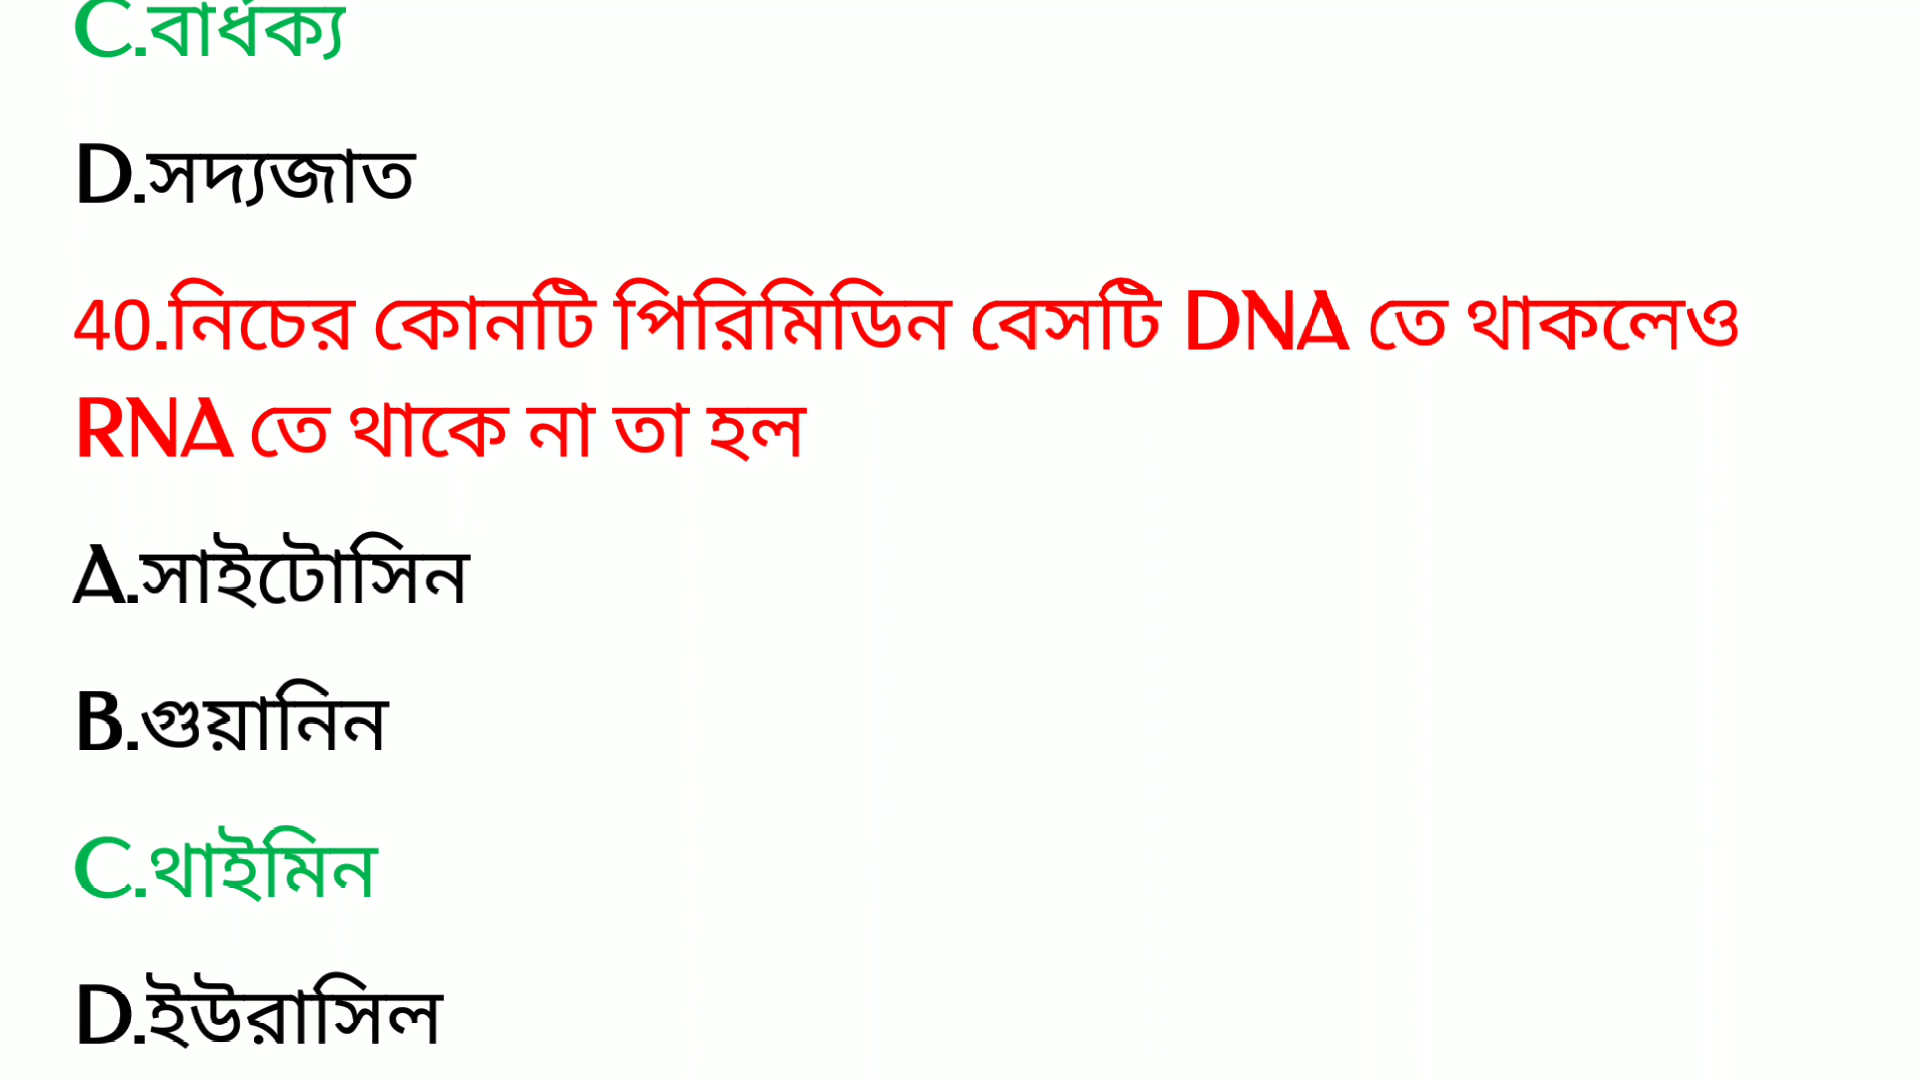 C.বার্ধক্য
D.সদ্যজাত
40.নিচের কোনটি পিরিমিডিন বেসটি DNA তে থাকলেও
RNA তে থাকে না তা হল
A.সাইটোসিন
B.গুয়ানিন
C.থাইমিন
D.ইউরাসিল